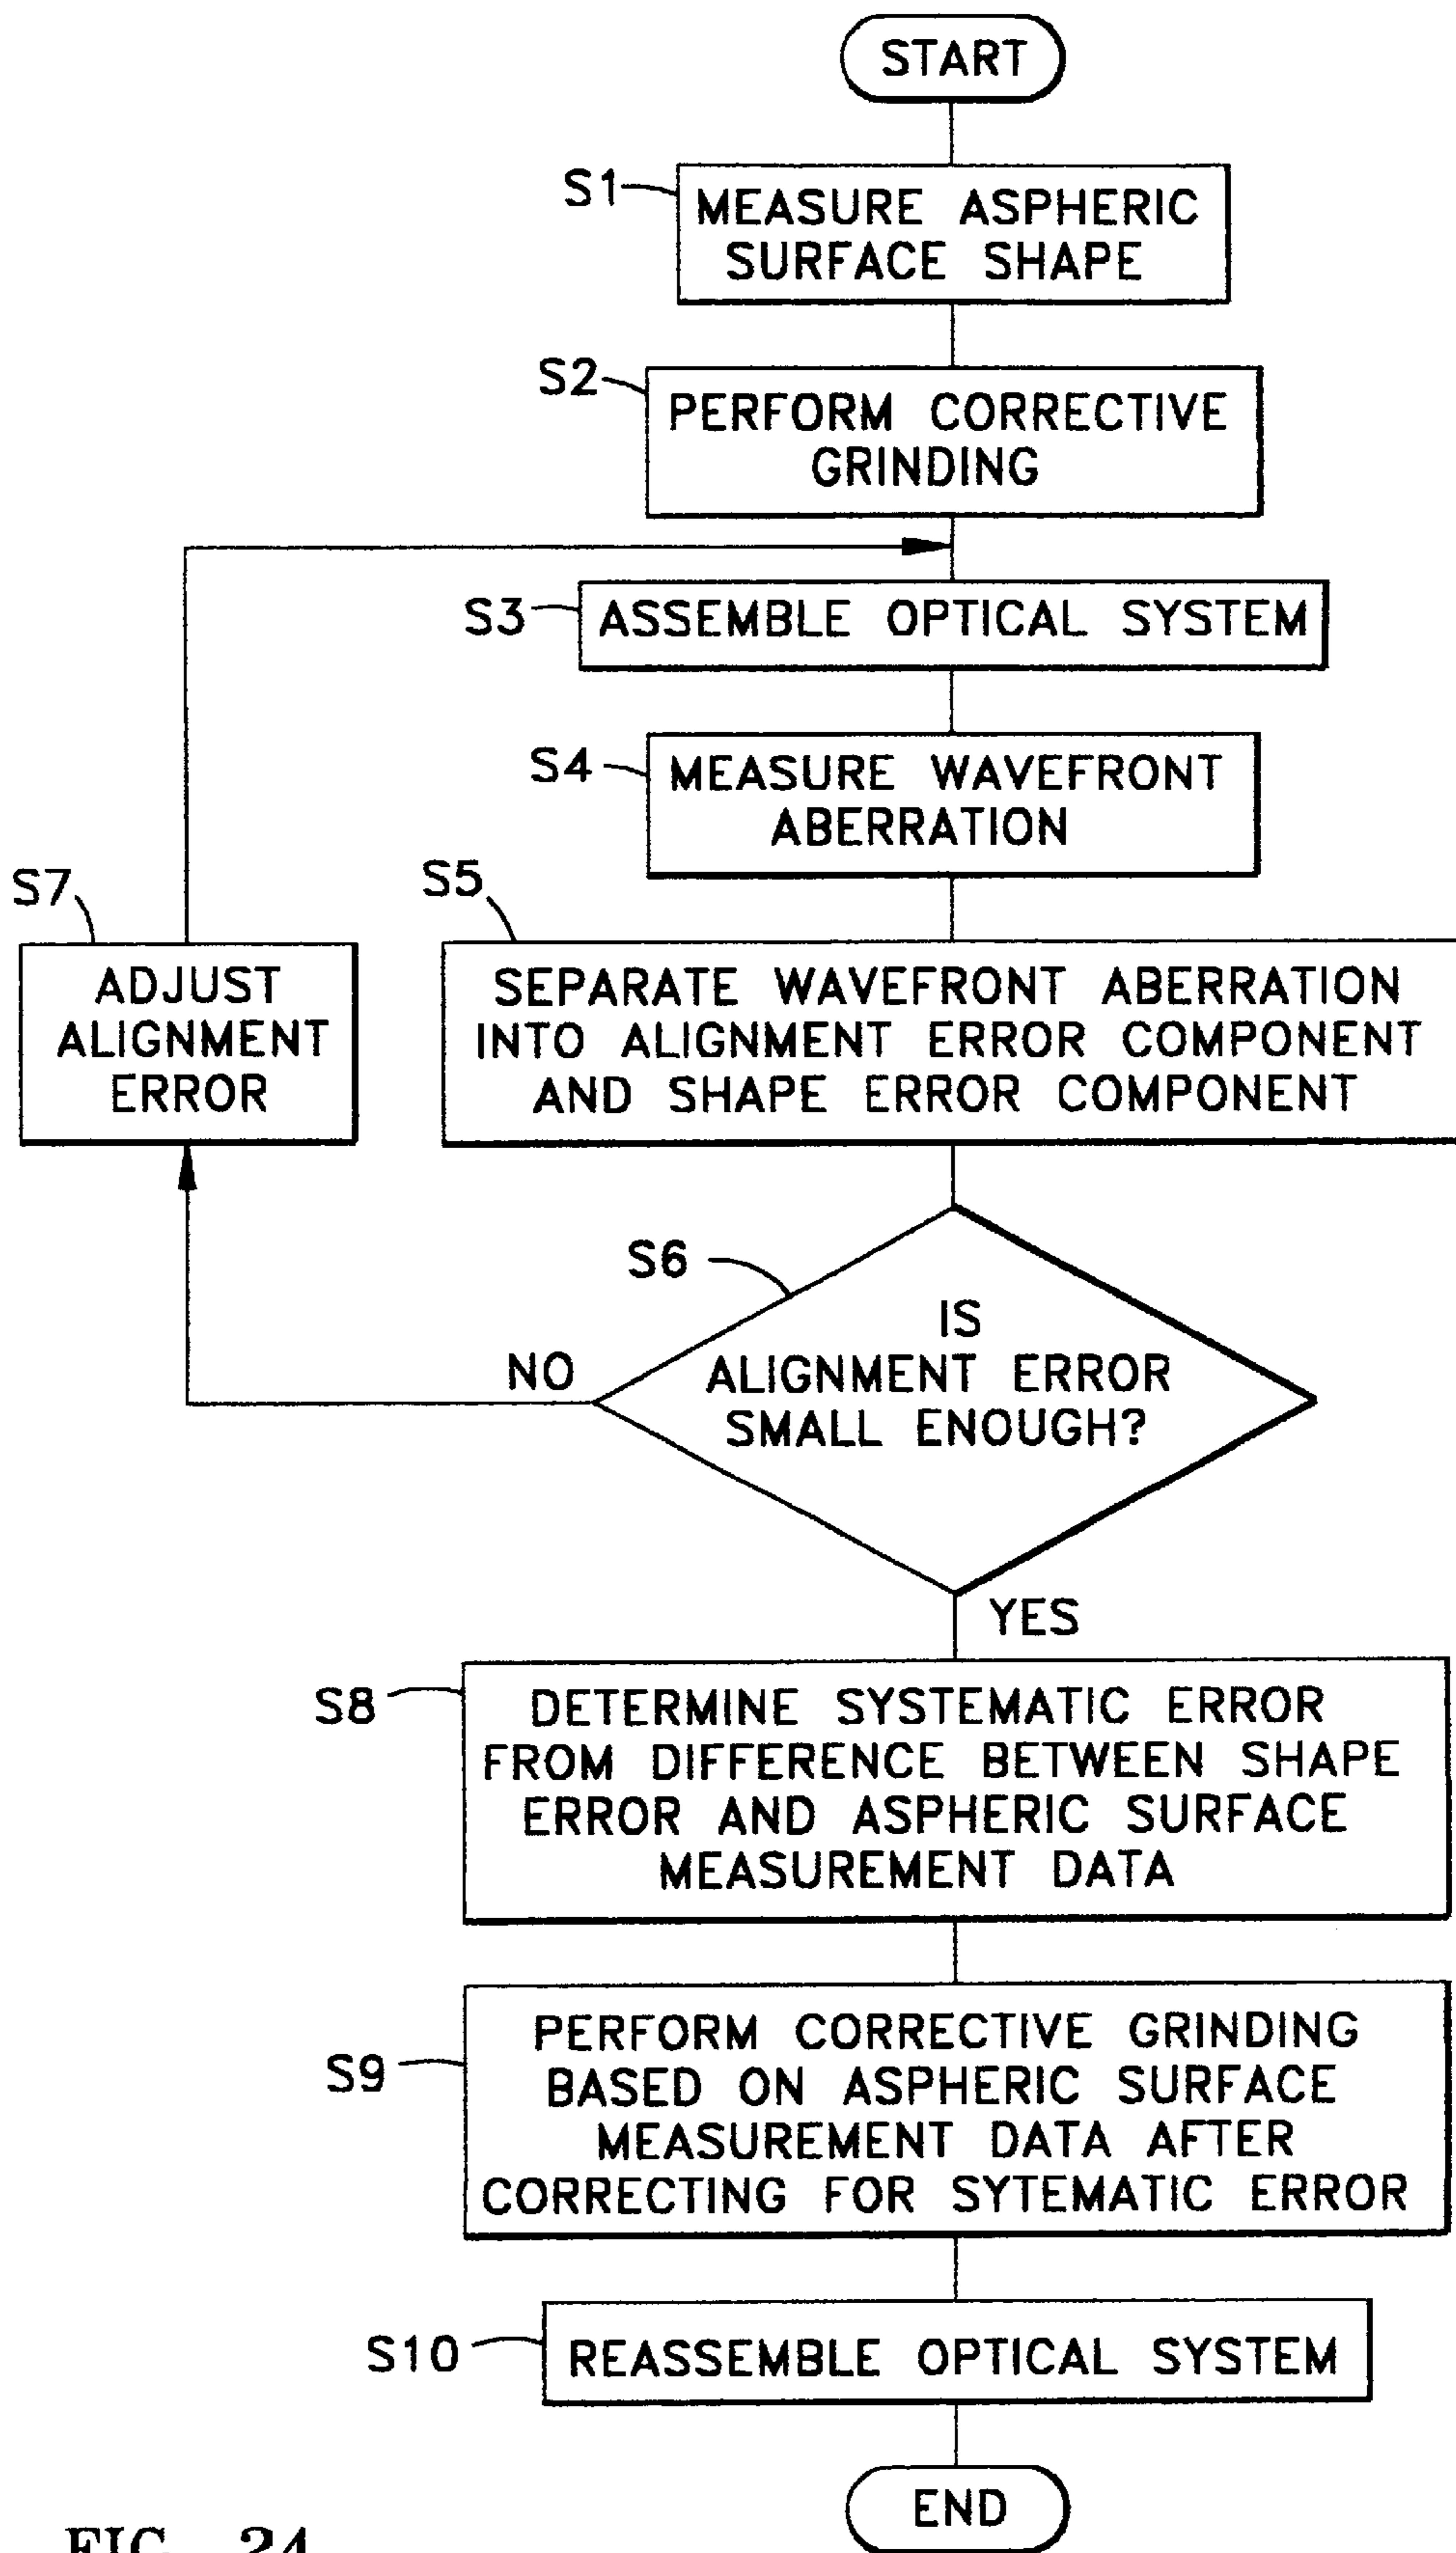 START
S1
MEASURE ASPHERIC
SURFACE SHAPE
S2
PERFORM CORRECTIVE
GRINDING
S3
ASSEMBLE OPTICAL SYSTEM
S4
MEASURE WAVEFRONT
ABERRATION
S5
SEPARATE WAVEFRONT ABERRATION
INTO ALIGNMENT ERROR COMPONENT
AND SHAPE ERROR COMPONENT
S7
ADJUST
ALIGNMENT
ERROR
S6
IS
ALIGNMENT ERROR
SMALL ENOUGH?
NO
YES
S8
DETERMINE SYSTEMATIC ERROR
FROM DIFFERENCE BETWEEN SHAPE
ERROR AND ASPHERIC SURFACE
MEASUREMENT DATA
S9
PERFORM CORRECTIVE GRINDING
BASED ON ASPHERIC SURFACE
MEASUREMENT DATA AFTER
CORRECTING FOR SYTEMATIC ERROR
S10
REASSEMBLE OPTICAL SYSTEM
END
FIG. 24